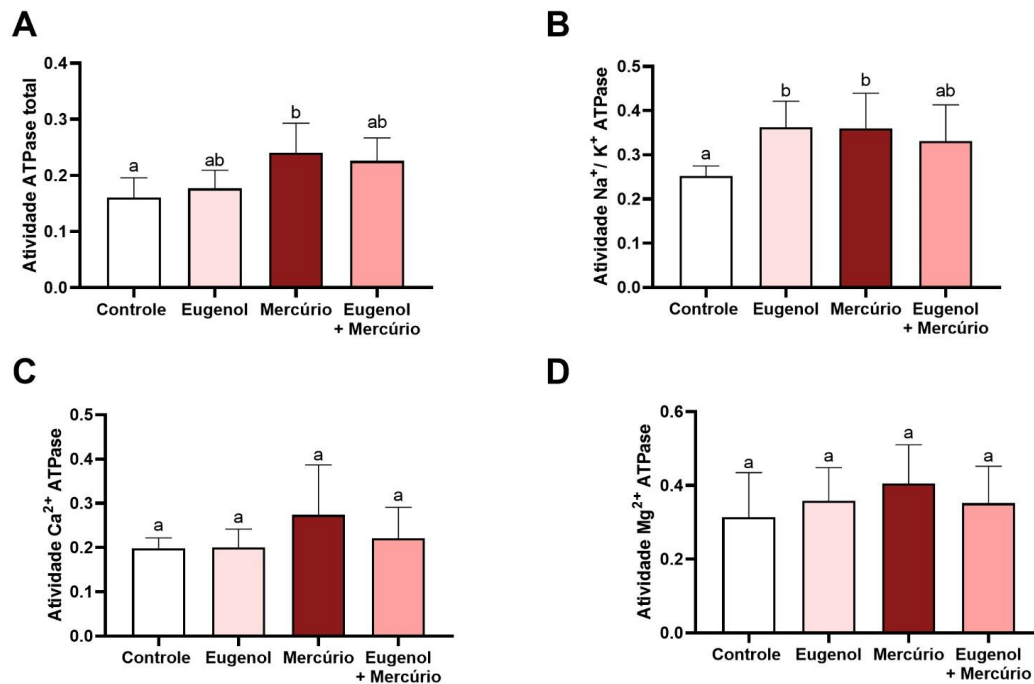 A
Atividade ATPase total
0.4
0.3
0.2
0.1
0.0
a
ab
b
ab
Controle
Eugenol
Mercúrio
Eugenol
+ Mercúrio
B
Atividade Na⁺/ K⁺ ATPase
0.5
0.4
0.3
0.2
0.1
0.0
a
b
b
ab
Controle
Eugenol
Mercúrio
Eugenol
+ Mercúrio
C
Atividade Ca²⁺ ATPase
0.5
0.4
0.3
0.2
0.1
0.0
a
a
a
a
Controle
Eugenol
Mercúrio
Eugenol
+ Mercúrio
D
Atividade Mg²⁺ ATPase
0.6
0.4
0.2
0.0
a
a
a
a
Controle
Eugenol
Mercúrio
Eugenol
+ Mercúrio